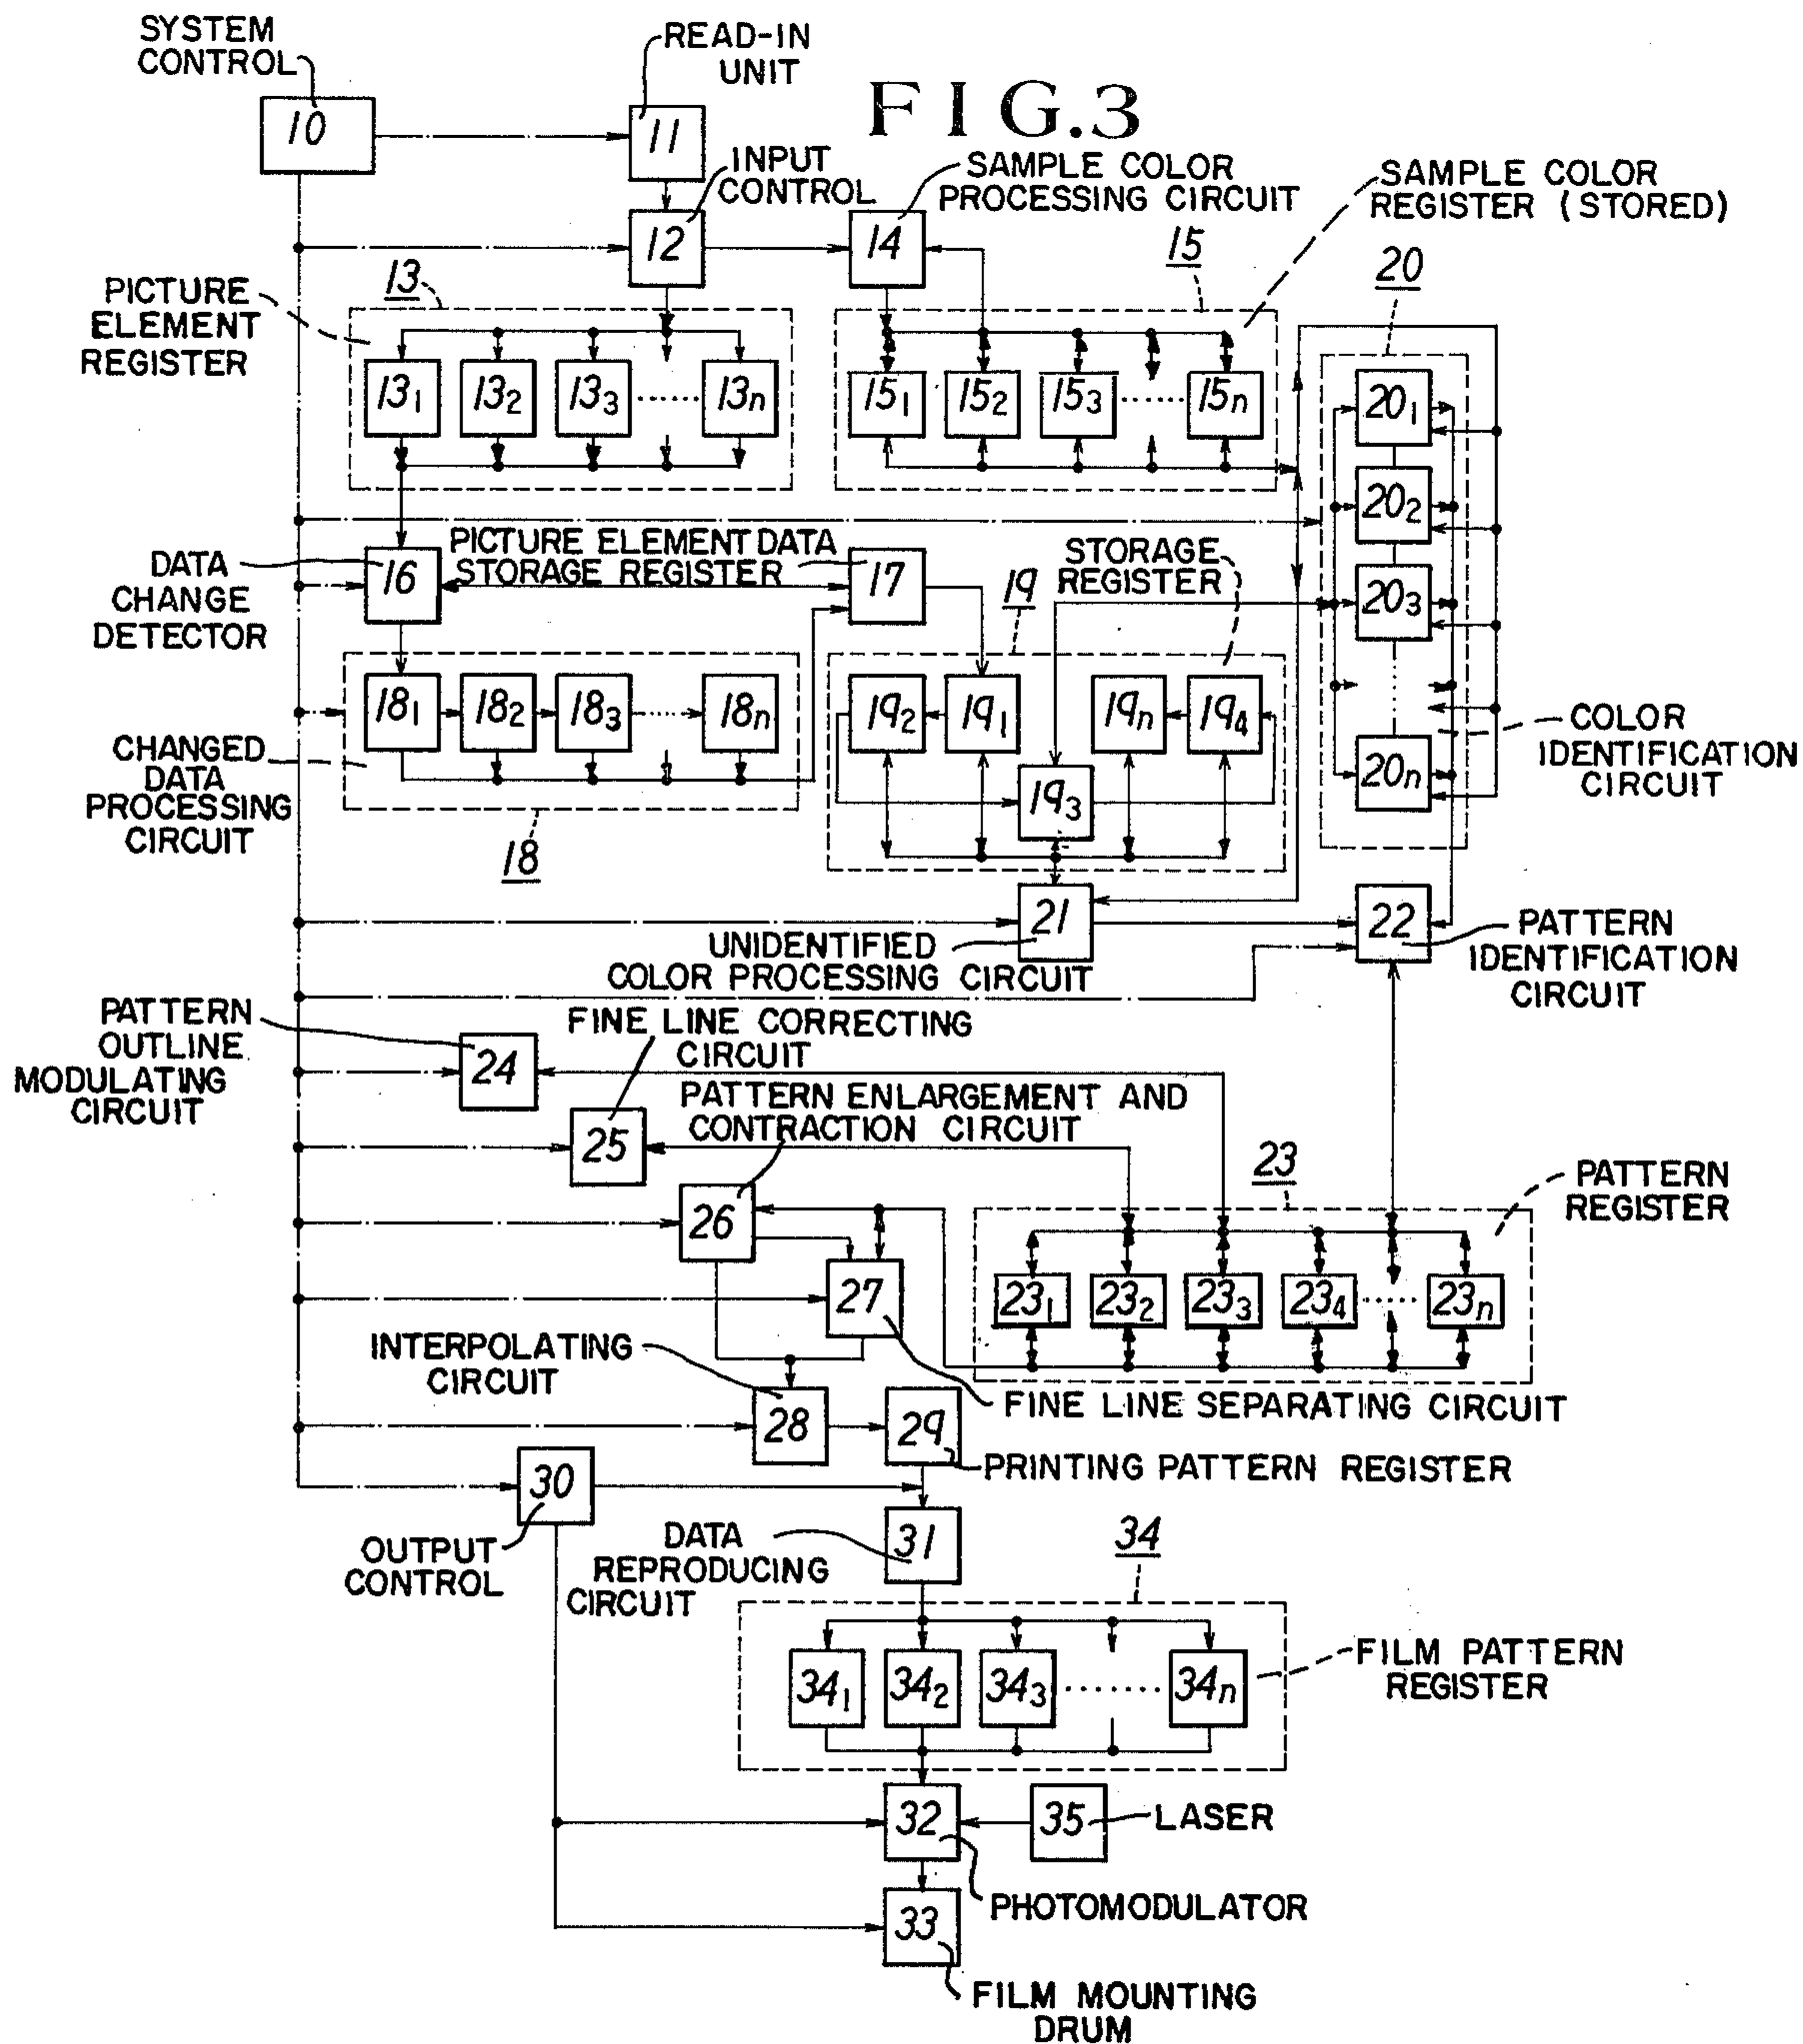 FIG.3
SYSTEM
CONTROL
10
READ-IN
UNIT
11
INPUT
CONTROL
12
SAMPLE COLOR
PROCESSING CIRCUIT
14
SAMPLE COLOR
REGISTER (STORED)
15
20
PICTURE
ELEMENT
REGISTER
13
13₁ 13₂ 13₃ ...... 13n
15₁ 15₂ 15₃ ...... 15n
20₁
20₂
20₃
20n
DATA
CHANGE
DETECTOR
16
PICTURE ELEMENT DATA
STORAGE REGISTER
17
STORAGE
REGISTER
19
18₁ 18₂ 18₃ ...... 18n
19₂ 19₁ 19n 19₄
19₃
COLOR
IDENTIFICATION
CIRCUIT
CHANGED
DATA
PROCESSING
CIRCUIT
18
21
UNIDENTIFIED
COLOR PROCESSING CIRCUIT
22
PATTERN
IDENTIFICATION
CIRCUIT
PATTERN
OUTLINE
MODULATING
CIRCUIT
24
FINE LINE CORRECTING
CIRCUIT
25
PATTERN ENLARGEMENT AND
CONTRACTION CIRCUIT
26
27
23
PATTERN
REGISTER
23₁ 23₂ 23₃ 23₄ ...... 23n
INTERPOLATING
CIRCUIT
28
29
FINE LINE SEPARATING CIRCUIT
PRINTING PATTERN REGISTER
30
OUTPUT
CONTROL
DATA
REPRODUCING
CIRCUIT
31
34
34₁ 34₂ 34₃ ........ 34n
FILM PATTERN
REGISTER
32
35
LASER
PHOTOMODULATOR
33
FILM MOUNTING
DRUM